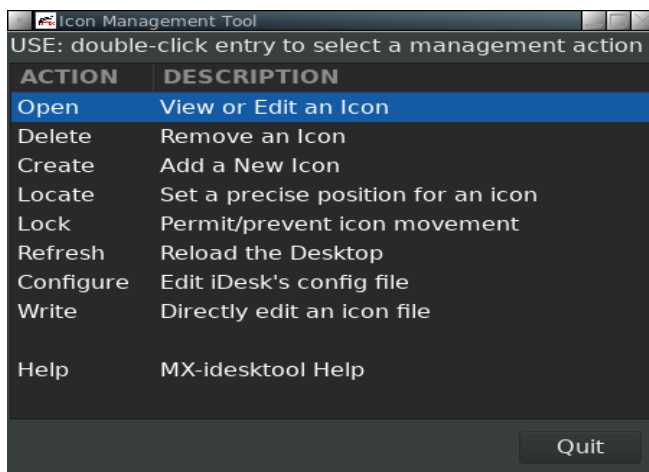 Icon Management Tool
USE: double-click entry to select a management action
ACTION DESCRIPTION
Open View or Edit an Icon
Delete Remove an Icon
Create Add a New Icon
Locate Set a precise position for an icon
Lock Permit/prevent icon movement
Refresh Reload the Desktop
Configure Edit iDesk's config file
Write Directly edit an icon file
Help MX-idesktool Help
Quit